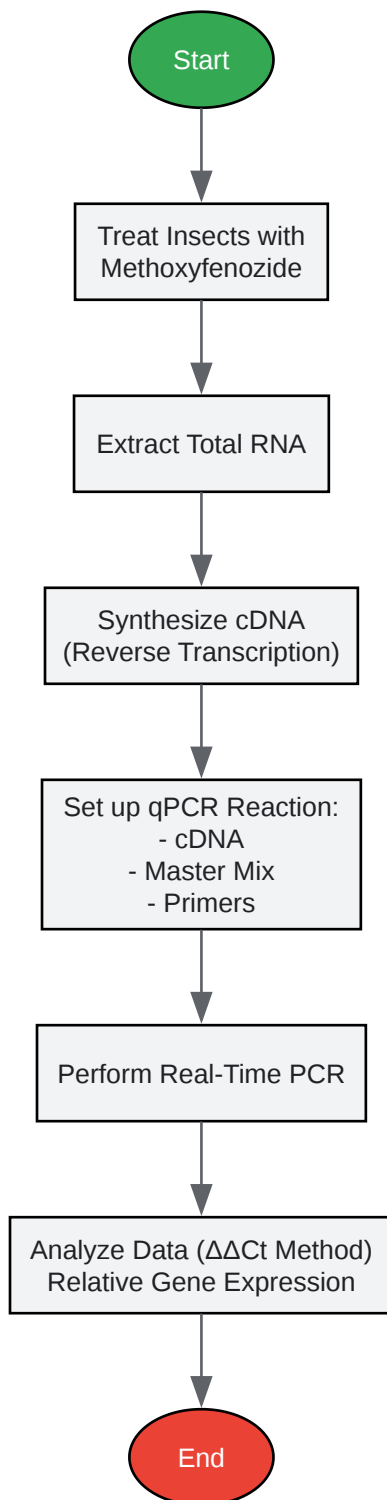 Start
Treat Insects with
Methoxyfenozide
Extract Total RNA
Synthesize cDNA
(Reverse Transcription)
Set up qPCR Reaction:
- cDNA
- Master Mix
- Primers
Perform Real-Time PCR
Analyze Data (ΔΔCt Method)
Relative Gene Expression
End